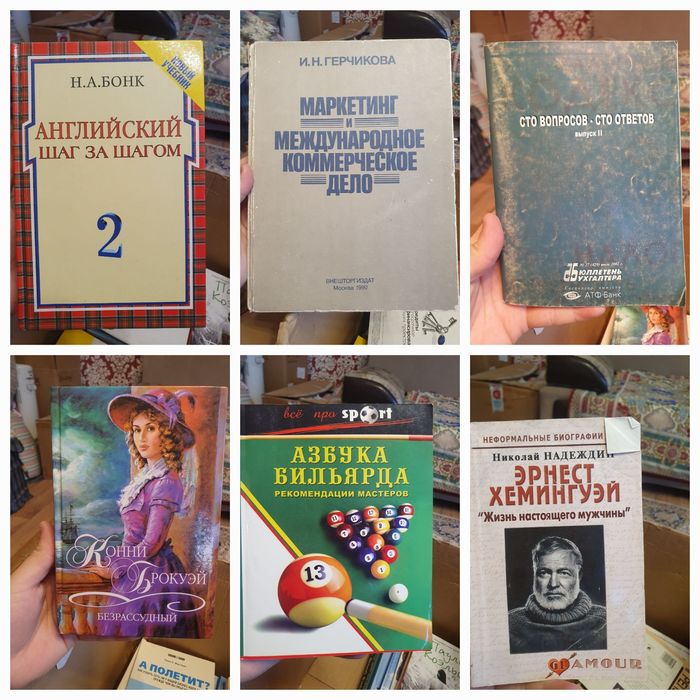 НОВЫЙ
УЧЕБНИК
Н.А.БОНК
АНГЛИЙСКИЙ
ШАГ ЗА ШАГОМ
2
И.Н.ГЕРЧИКОВА
МАРКЕТИНГ
И
МЕЖДУНАРОДНОЕ
КОММЕРЧЕСКОЕ
ДЕЛО
ВНЕШТОРГИЗДАТ
Москва 1990
СТО ВОПРОСОВ - СТО ОТВЕТОВ
выпуск II
БЮЛЛЕТЕНЬ
БУХГАЛТЕРА
АТФ-Банк
КОННИ
БРОКУЭЙ
БЕЗРАССУДНЫЙ
А ПОЛЕТИТ?
всё про sport
АЗБУКА
БИЛЬЯРДА
РЕКОМЕНДАЦИИ МАСТЕРОВ
13
НЕФОРМАЛЬНЫЕ БИОГРАФИИ
Николай НАДЕЖДИН
ЭРНЕСТ
ХЕМИНГУЭЙ
"Жизнь настоящего мужчины"
GLAMOUR